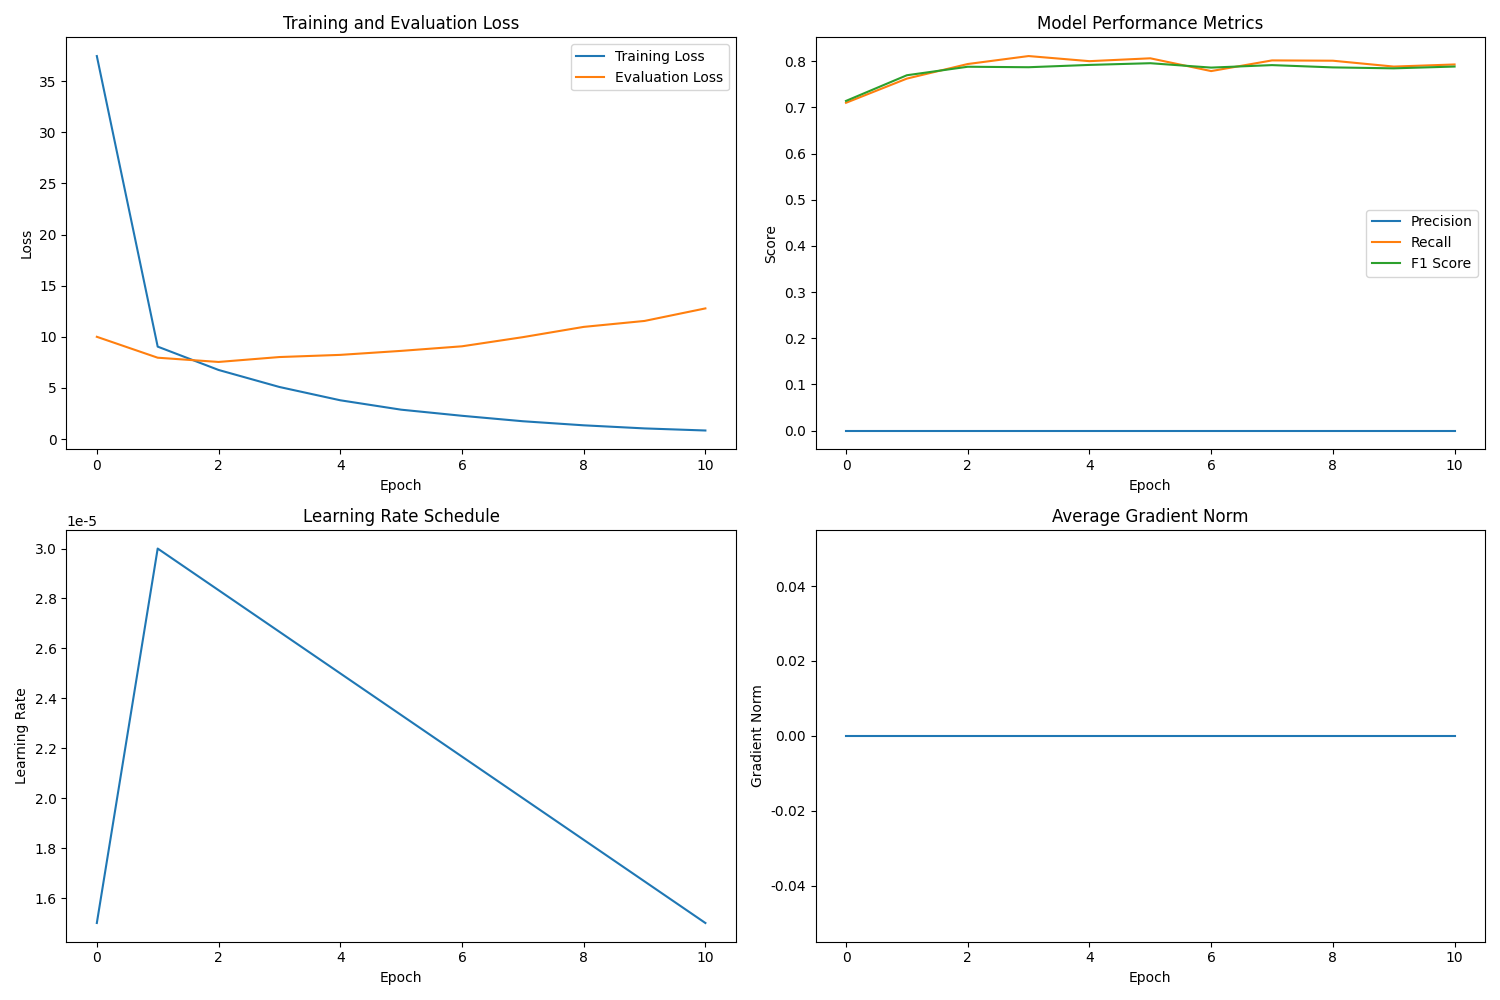 Training and Evaluation Loss
Training Loss
Evaluation Loss
35
30
25
20
15
10
5
0
Loss
0 2 4 6 8 10
Epoch
Model Performance Metrics
0.8
0.7
0.6
0.5
0.4
0.3
0.2
0.1
0.0
Score
Precision
Recall
F1 Score
0 2 4 6 8 10
Epoch
Learning Rate Schedule
1e-5
3.0
2.8
2.6
2.4
2.2
2.0
1.8
1.6
Learning Rate
0 2 4 6 8 10
Epoch
Average Gradient Norm
0.04
0.02
0.00
-0.02
-0.04
Gradient Norm
0 2 4 6 8 10
Epoch